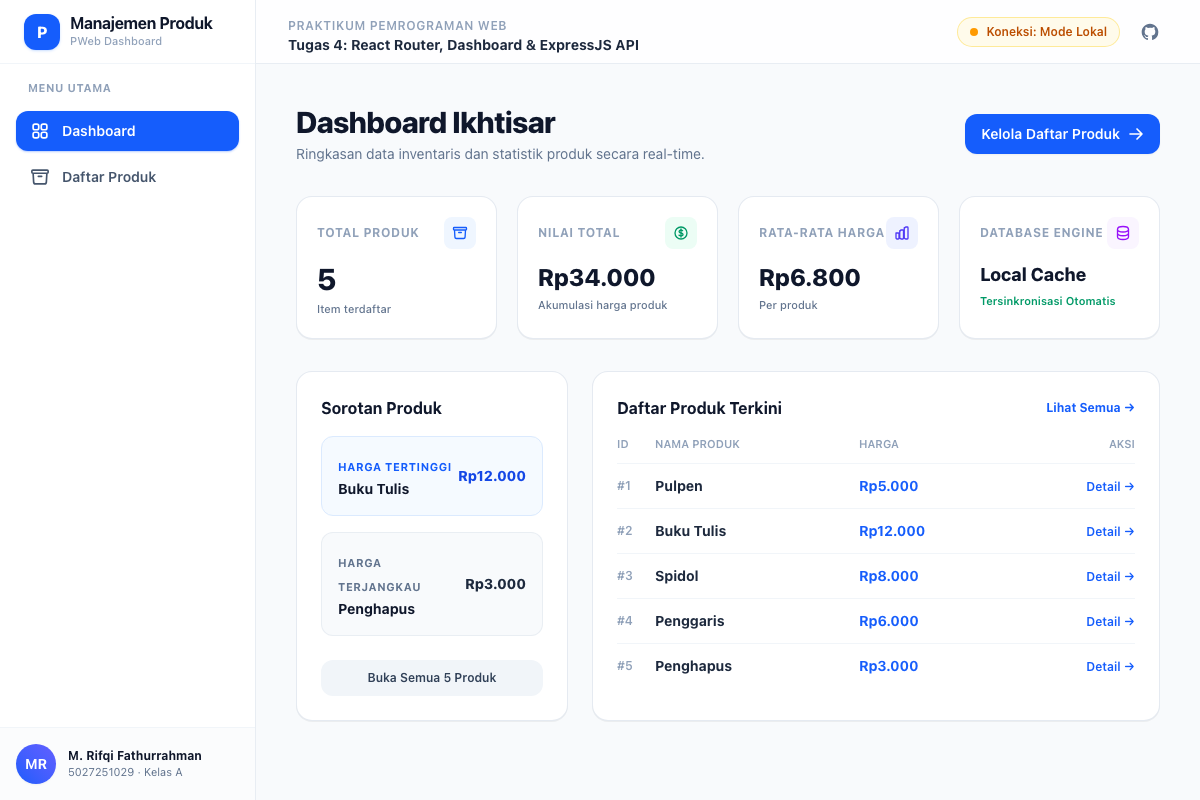 P
Manajemen Produk
PWeb Dashboard
MENU UTAMA
Dashboard
Daftar Produk
M. Rifqi Fathurrahman
MR
5027251029 · Kelas A
PRAKTIKUM PEMROGRAMAN WEB
Tugas 4: React Router, Dashboard & ExpressJS API
Koneksi: Mode Lokal
Dashboard Ikhtisar
Ringkasan data inventaris dan statistik produk secara real-time.
Kelola Daftar Produk →
TOTAL PRODUK
5
Item terdaftar
NILAI TOTAL
$
Rp34.000
Akumulasi harga produk
RATA-RATA HARGA
Rp6.800
Per produk
DATABASE ENGINE
Local Cache
Tersinkronisasi Otomatis
Sorotan Produk
HARGA TERTINGGI
Buku Tulis
Rp12.000
HARGA
TERJANGKAU
Penghapus
Rp3.000
Buka Semua 5 Produk
Daftar Produk Terkini
Lihat Semua →
ID NAMA PRODUK HARGA AKSI
#1 Pulpen Rp5.000 Detail →
#2 Buku Tulis Rp12.000 Detail →
#3 Spidol Rp8.000 Detail →
#4 Penggaris Rp6.000 Detail →
#5 Penghapus Rp3.000 Detail →